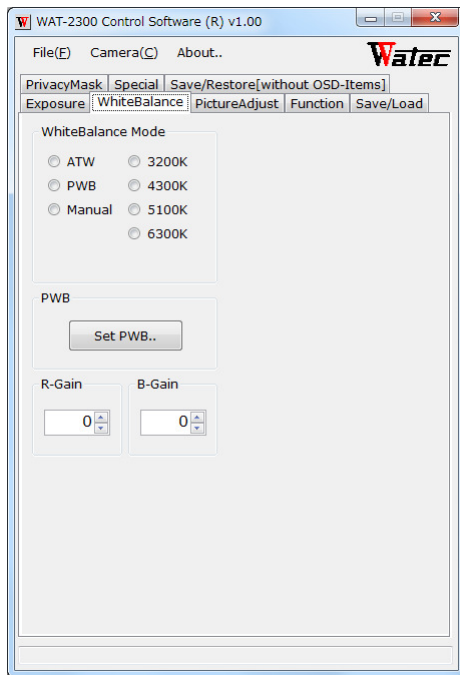 WAT-2300 Control Software (R) v1.00
File(F) Camera(C) About..
Watec
PrivacyMask Special Save/Restore[without OSD-Items]
Exposure WhiteBalance PictureAdjust Function Save/Load
WhiteBalance Mode
ATW 3200K
PWB 4300K
Manual 5100K
6300K
PWB
Set PWB..
R-Gain B-Gain
0 0